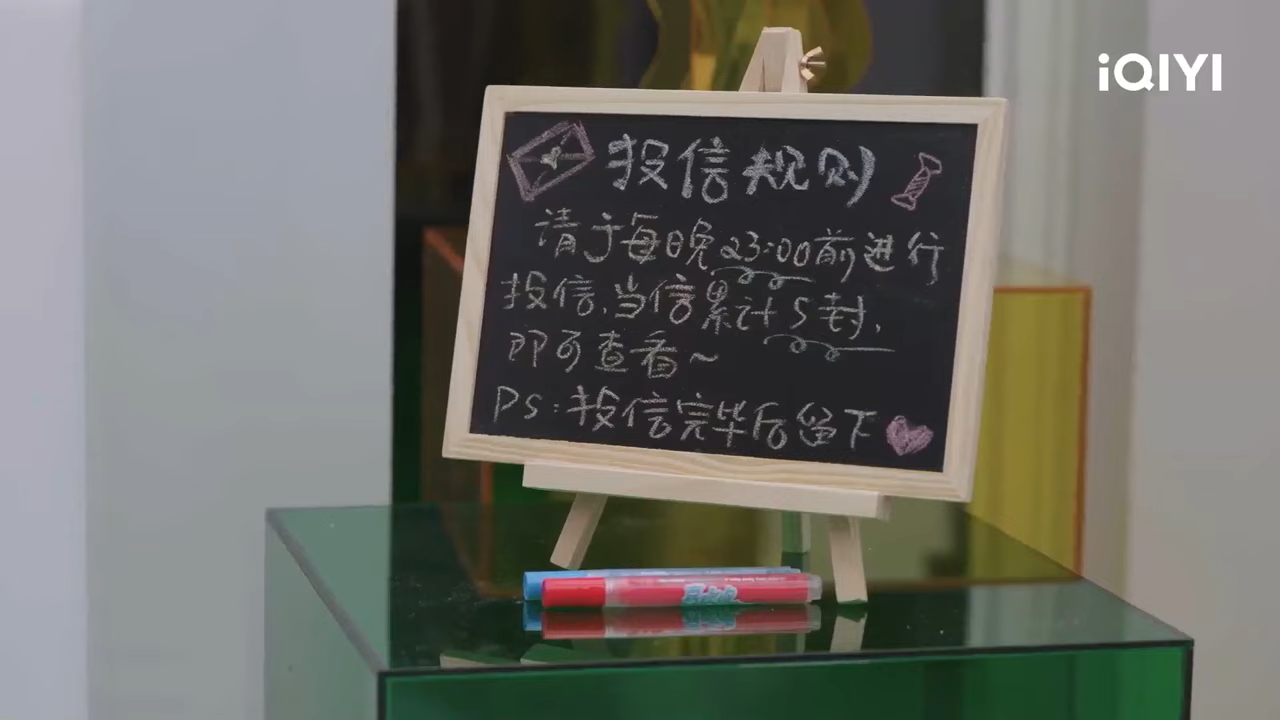 iQIYI
投信规则
请于每晚23:00前进行
投信,当信累计5封,
即可查看~
PS:投信完毕后留下